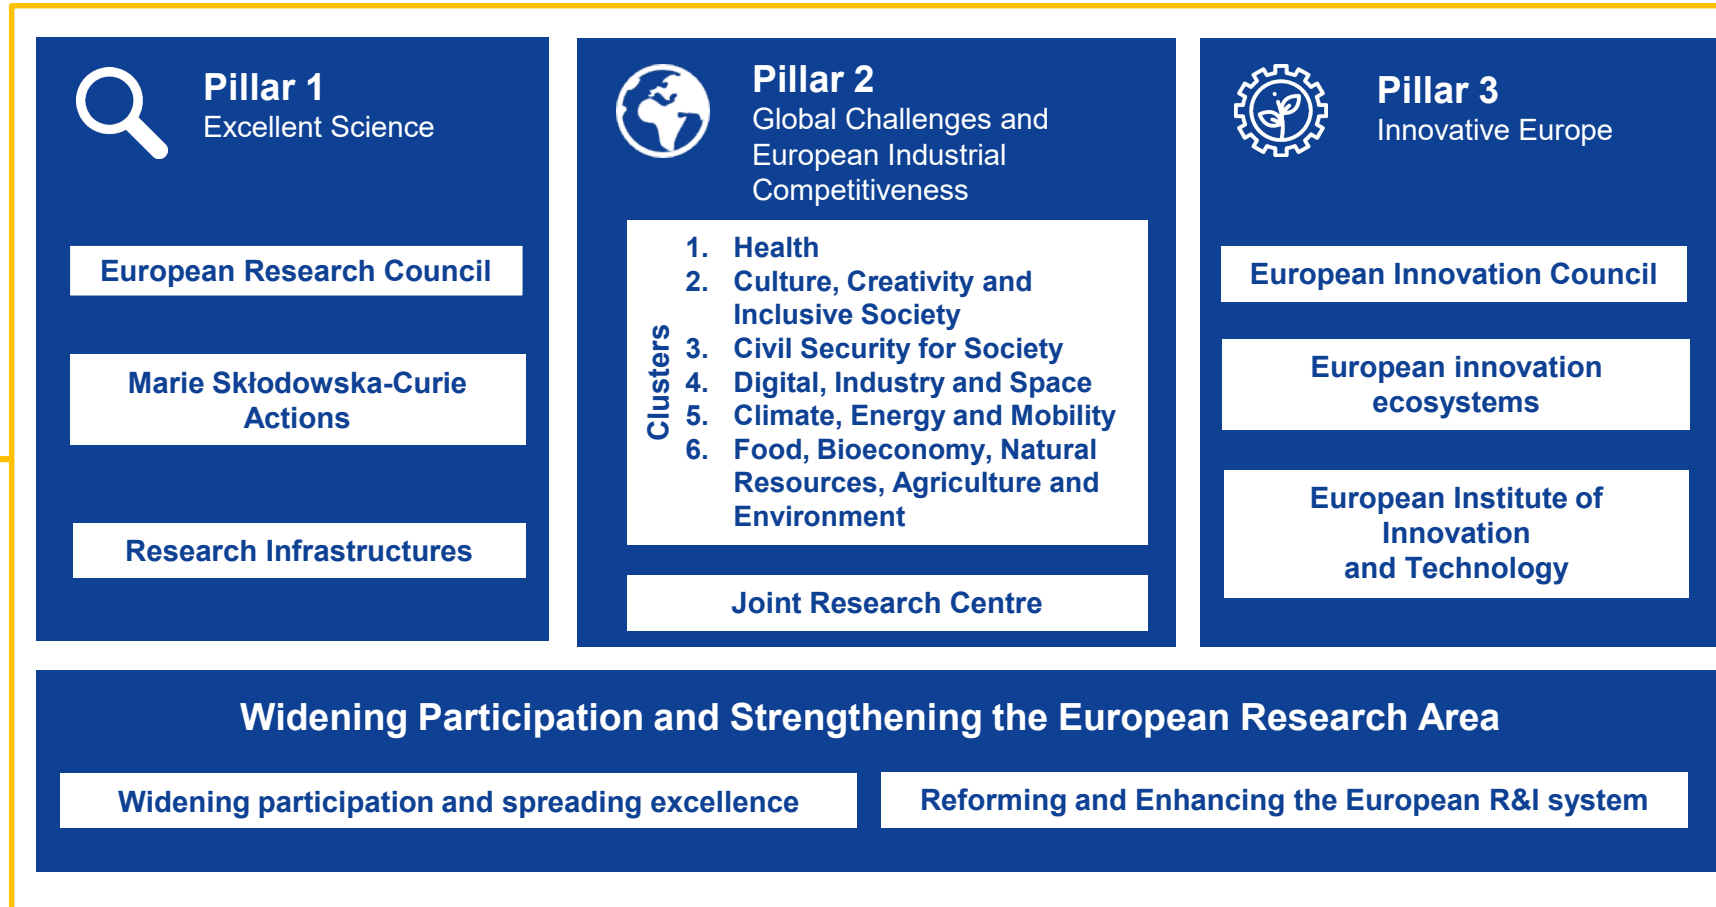 Pillar 1
Excellent Science
European Research Council
Marie Skłodowska-Curie
Actions
Research Infrastructures
Pillar 2
Global Challenges and
European Industrial
Competitiveness
Clusters
1. Health
2. Culture, Creativity and
Inclusive Society
3. Civil Security for Society
4. Digital, Industry and Space
5. Climate, Energy and Mobility
6. Food, Bioeconomy, Natural
Resources, Agriculture and
Environment
Joint Research Centre
Pillar 3
Innovative Europe
European Innovation Council
European innovation
ecosystems
European Institute of
Innovation
and Technology
Widening Participation and Strengthening the European Research Area
Widening participation and spreading excellence
Reforming and Enhancing the European R&I system